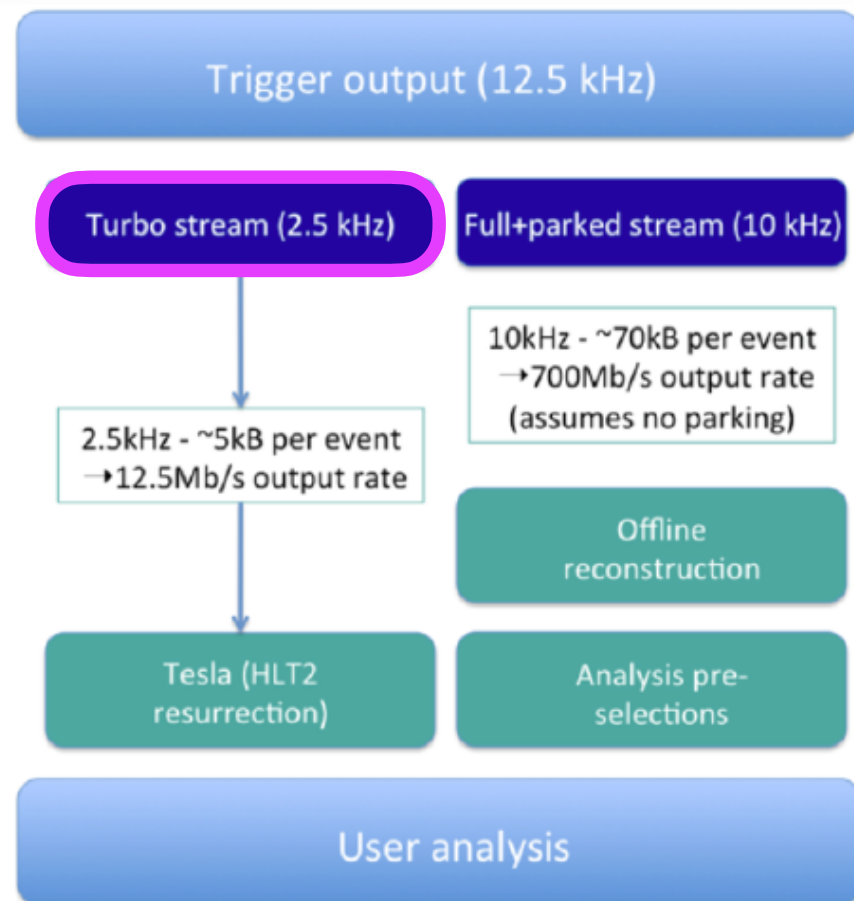 Trigger output (12.5 kHz)
Turbo stream (2.5 kHz)
Full+parked stream (10 kHz)
10kHz - ~70kB per event
→700Mb/s output rate
(assumes no parking)
2.5kHz - ~5kB per event
→12.5Mb/s output rate
Offline
reconstruction
Tesla (HLT2
resurrection)
Analysis pre-
selections
User analysis